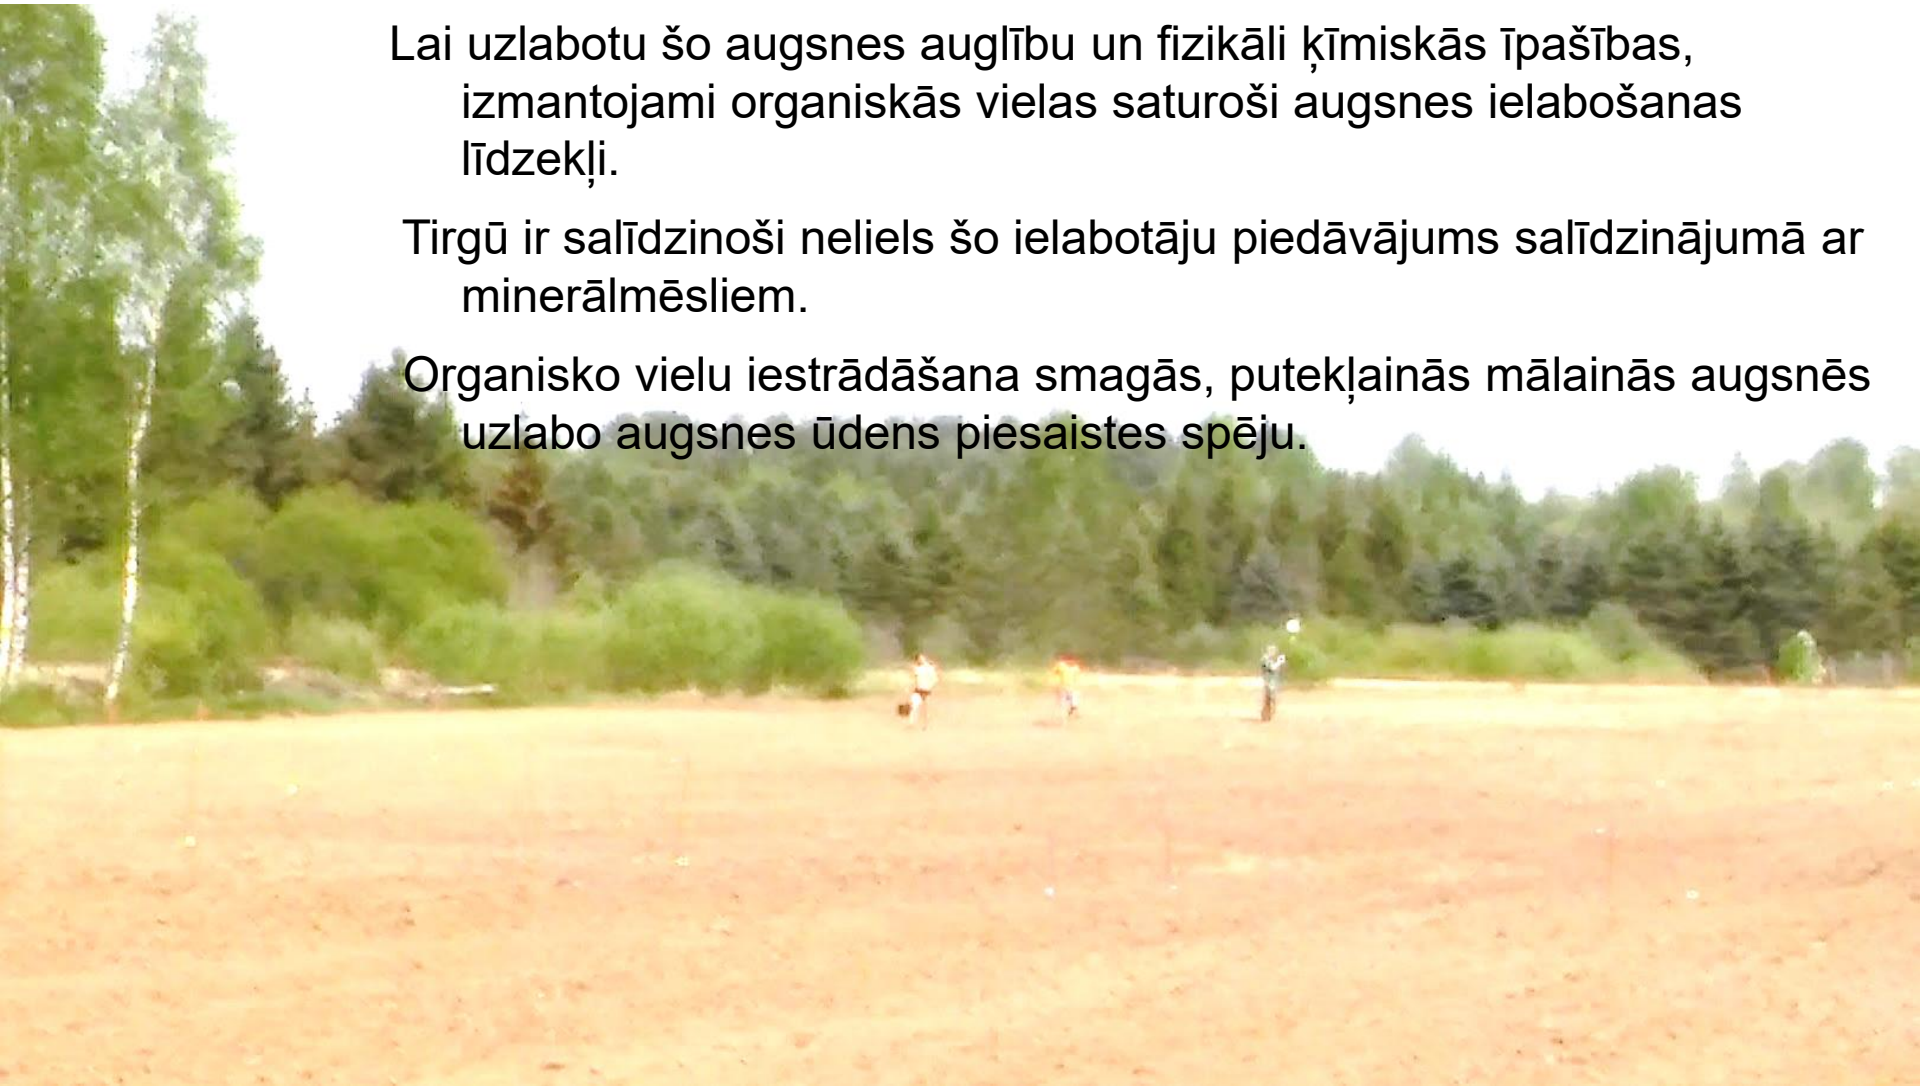 Lai uzlabotu šo augsnes auglību un fizikāli ķīmiskās īpašības,
izmantojami organiskās vielas saturoši augsnes ielabošanas
līdzekļi.
Tirgū ir salīdzinoši neliels šo ielabotāju piedāvājums salīdzinājumā ar
minerālmēsliem.
Organisko vielu iestrādāšana smagās, putekļainās mālainās augsnēs
uzlabo augsnes ūdens piesaistes spēju.